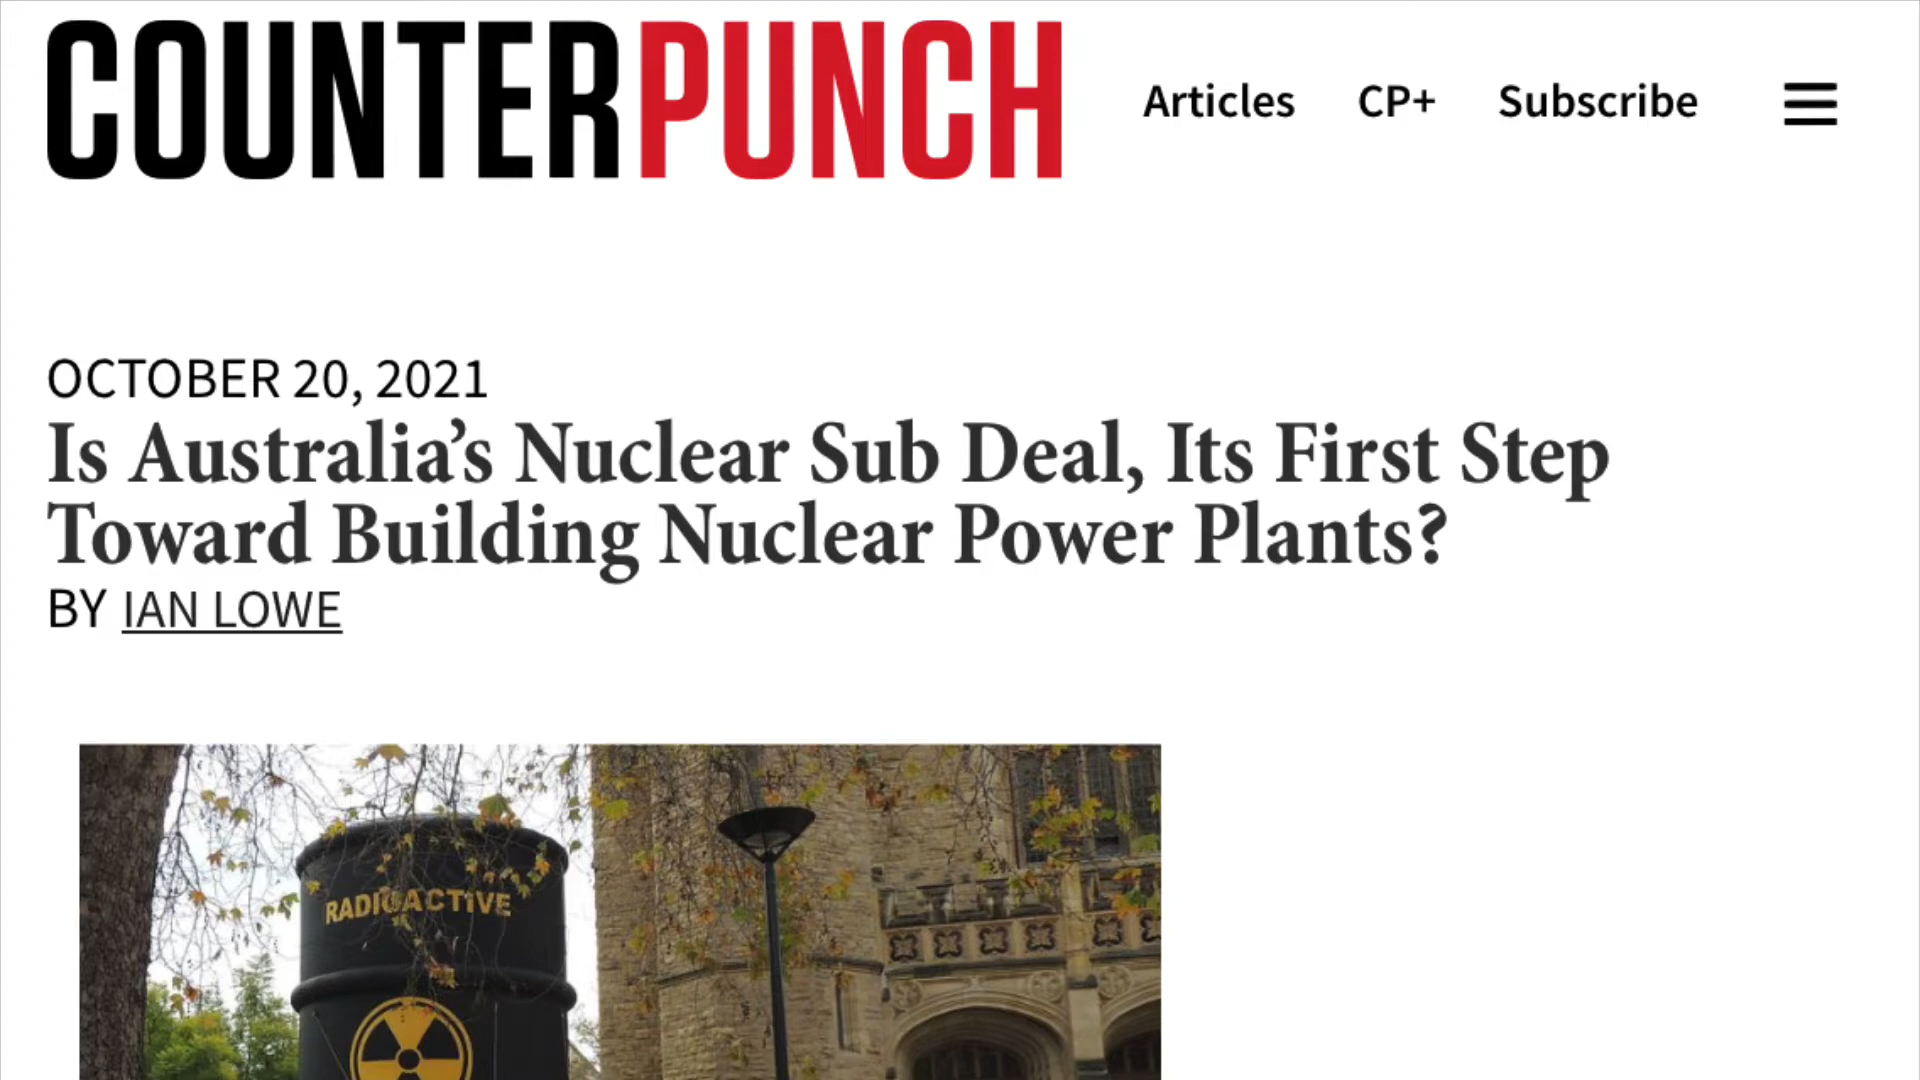 COUNTERPUNCH
Articles CP+ Subscribe
OCTOBER 20, 2021
Is Australia’s Nuclear Sub Deal, Its First Step
Toward Building Nuclear Power Plants?
BY IAN LOWE
RADIOACTIVE